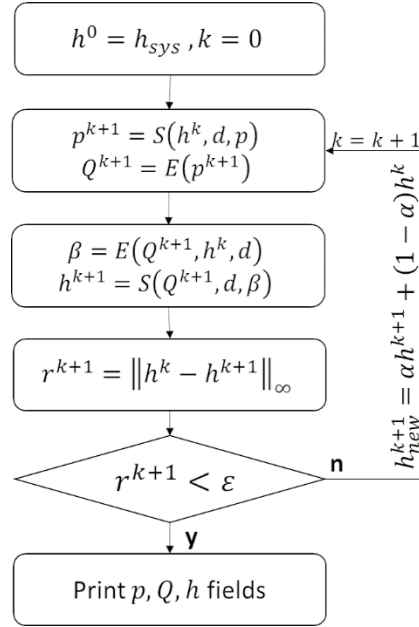 h⁰ = h_{sys} , k = 0
p^{k+1} = S(h^k, d, p)
Q^{k+1} = E(p^{k+1})
k = k + 1
β = E(Q^{k+1}, h^k, d)
h^{k+1} = S(Q^{k+1}, d, β)
r^{k+1} = ‖h^k − h^{k+1}‖_∞
h_{new}^{k+1} = αh^{k+1} + (1 − α)h^k
r^{k+1} < ε
n
y
Print p, Q, h fields